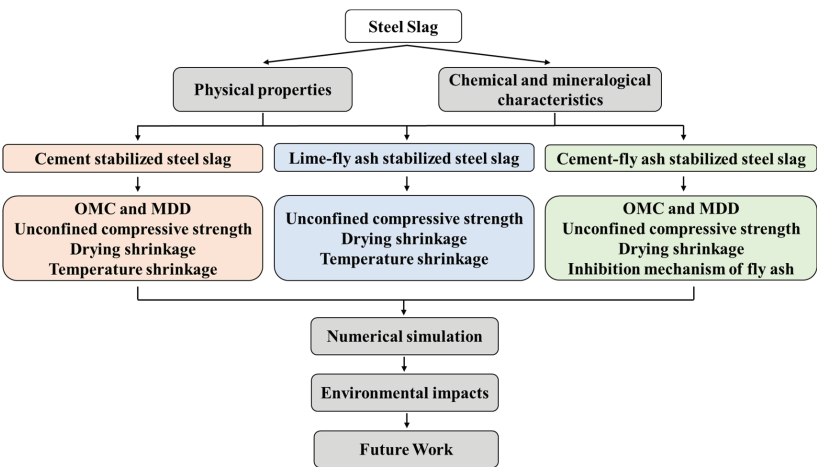 Steel Slag
Physical properties
Chemical and mineralogical
characteristics
Cement stabilized steel slag
Lime-fly ash stabilized steel slag
Cement-fly ash stabilized steel slag
OMC and MDD
Unconfined compressive strength
Drying shrinkage
Temperature shrinkage
Unconfined compressive strength
Drying shrinkage
Temperature shrinkage
OMC and MDD
Unconfined compressive strength
Drying shrinkage
Inhibition mechanism of fly ash
Numerical simulation
Environmental impacts
Future Work